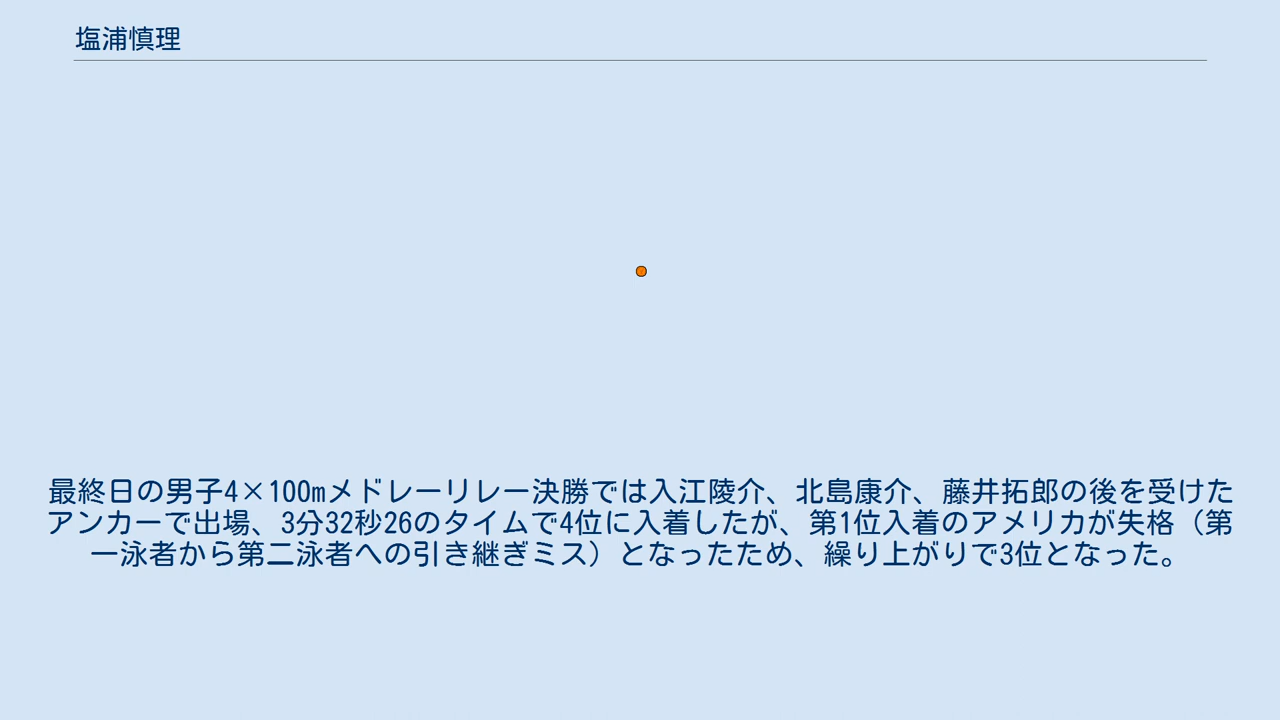 塩浦慎理
最終日の男子4×100mメドレーリレー決勝では入江陵介、北島康介、藤井拓郎の後を受けた
アンカーで出場、3分32秒26のタイムで4位に入着したが、第1位入着のアメリカが失格（第
一泳者から第二泳者への引き継ぎミス）となったため、繰り上がりで3位となった。